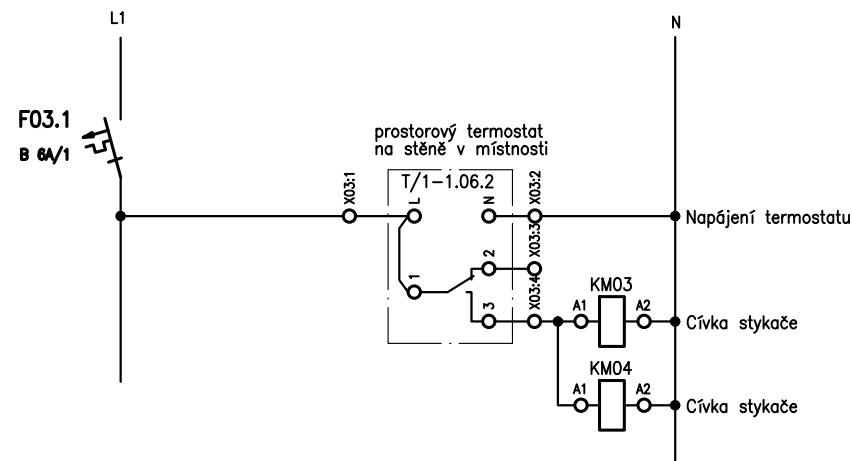 L1
N
F03.1
B 6A/1
prostorový termostat
na stěně v místnosti
T/1-1.06.2
X03:1
L
N
X03:2
Napájení termostatu
X03:3
1
2
X03:4
3
KM03
A1
A2
Cívka stykače
KM04
A1
A2
Cívka stykače